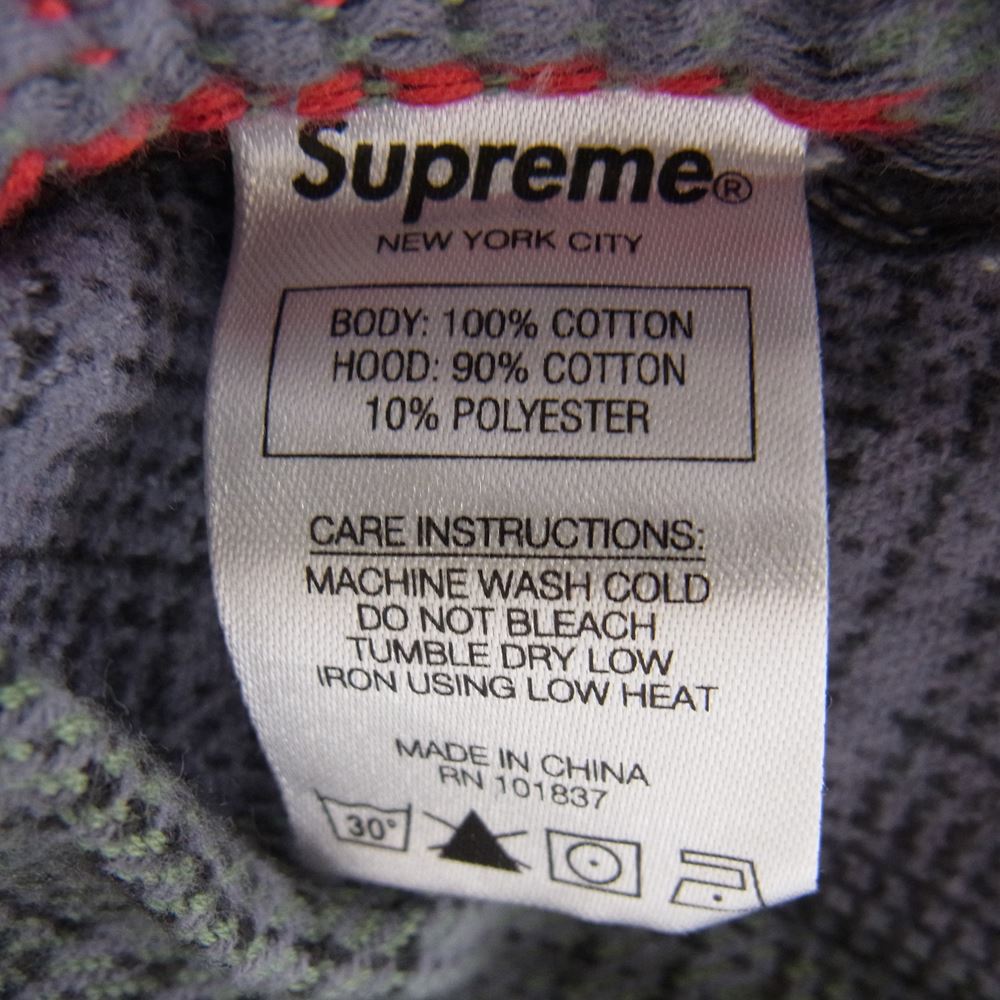 Supreme®
NEW YORK CITY
BODY: 100% COTTON
HOOD: 90% COTTON
10% POLYESTER
CARE INSTRUCTIONS:
MACHINE WASH COLD
DO NOT BLEACH
TUMBLE DRY LOW
IRON USING LOW HEAT
MADE IN CHINA
RN 101837
30°